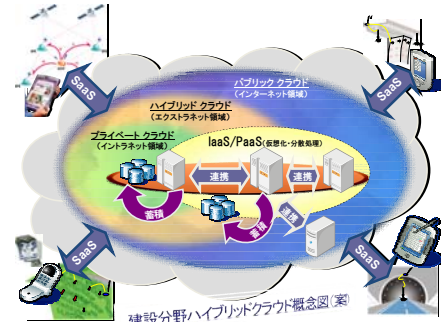 パブリック クラウド
(インターネット領域)
SaaS
SaaS
ハイブリッド クラウド
(エクストラネット領域)
プライベート クラウド
(イントラネット領域)
IaaS/PaaS(仮想化・分散処理)
連携
連携
蓄積
蓄積
連携
SaaS
SaaS
建設分野ハイブリッドクラウド概念図(案)